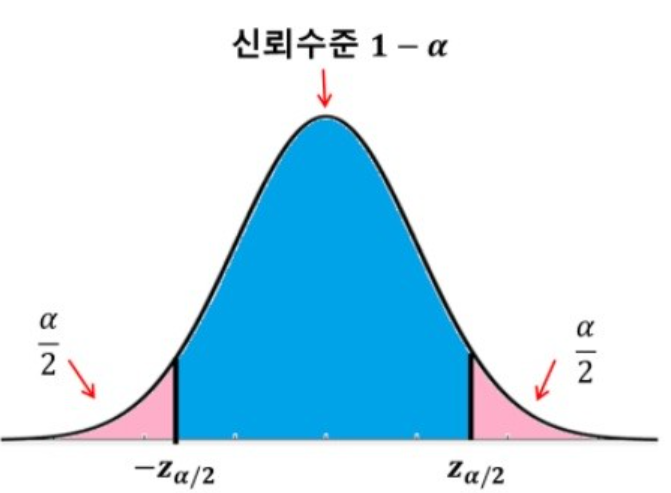 신뢰수준 1 − α
α/2
α/2
−z_{α/2}
z_{α/2}